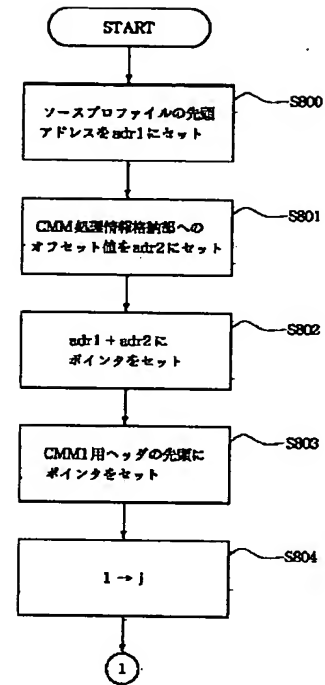 START
ソースプロファイルの先頭
アドレスをadr1にセット
S800
CMM処理情報格納部への
オフセット値をadr2にセット
S801
adr1+adr2に
ポインタをセット
S802
CMM1用ヘッダの先頭に
ポインタをセット
S803
1→j
S804
1